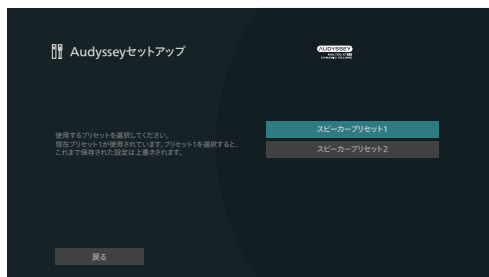 Audysseyセットアップ
AUDYSSEY
DYNAMIC VOLUME
使用するプリセットを選択してください。
現在プリセット1が使用されています。プリセット1を選択すると、
これまで保存された設定は上書きされます。
スピーカープリセット1
スピーカープリセット2
戻る